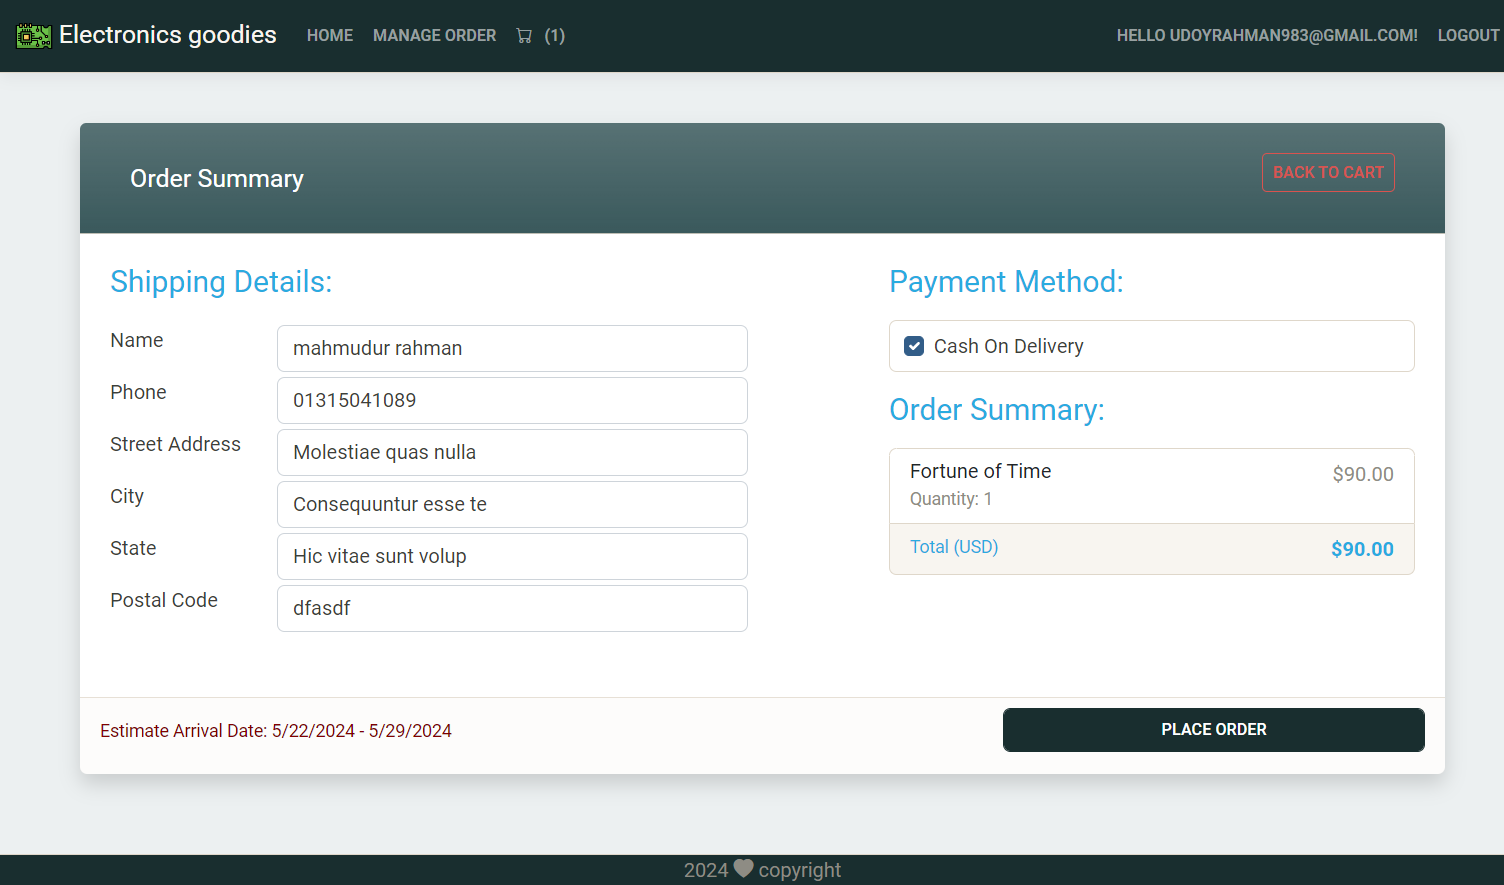 Electronics goodies HOME MANAGE ORDER (1) HELLO UDOYRAHMAN983@GMAIL.COM! LOGOUT
Order Summary
BACK TO CART
Shipping Details:
Name mahmudur rahman
Phone 01315041089
Street Address Molestiae quas nulla
City Consequuntur esse te
State Hic vitae sunt volup
Postal Code dfasdf
Payment Method:
Cash On Delivery
Order Summary:
Fortune of Time $90.00
Quantity: 1
Total (USD) $90.00
Estimate Arrival Date: 5/22/2024 - 5/29/2024
PLACE ORDER
2024 copyright